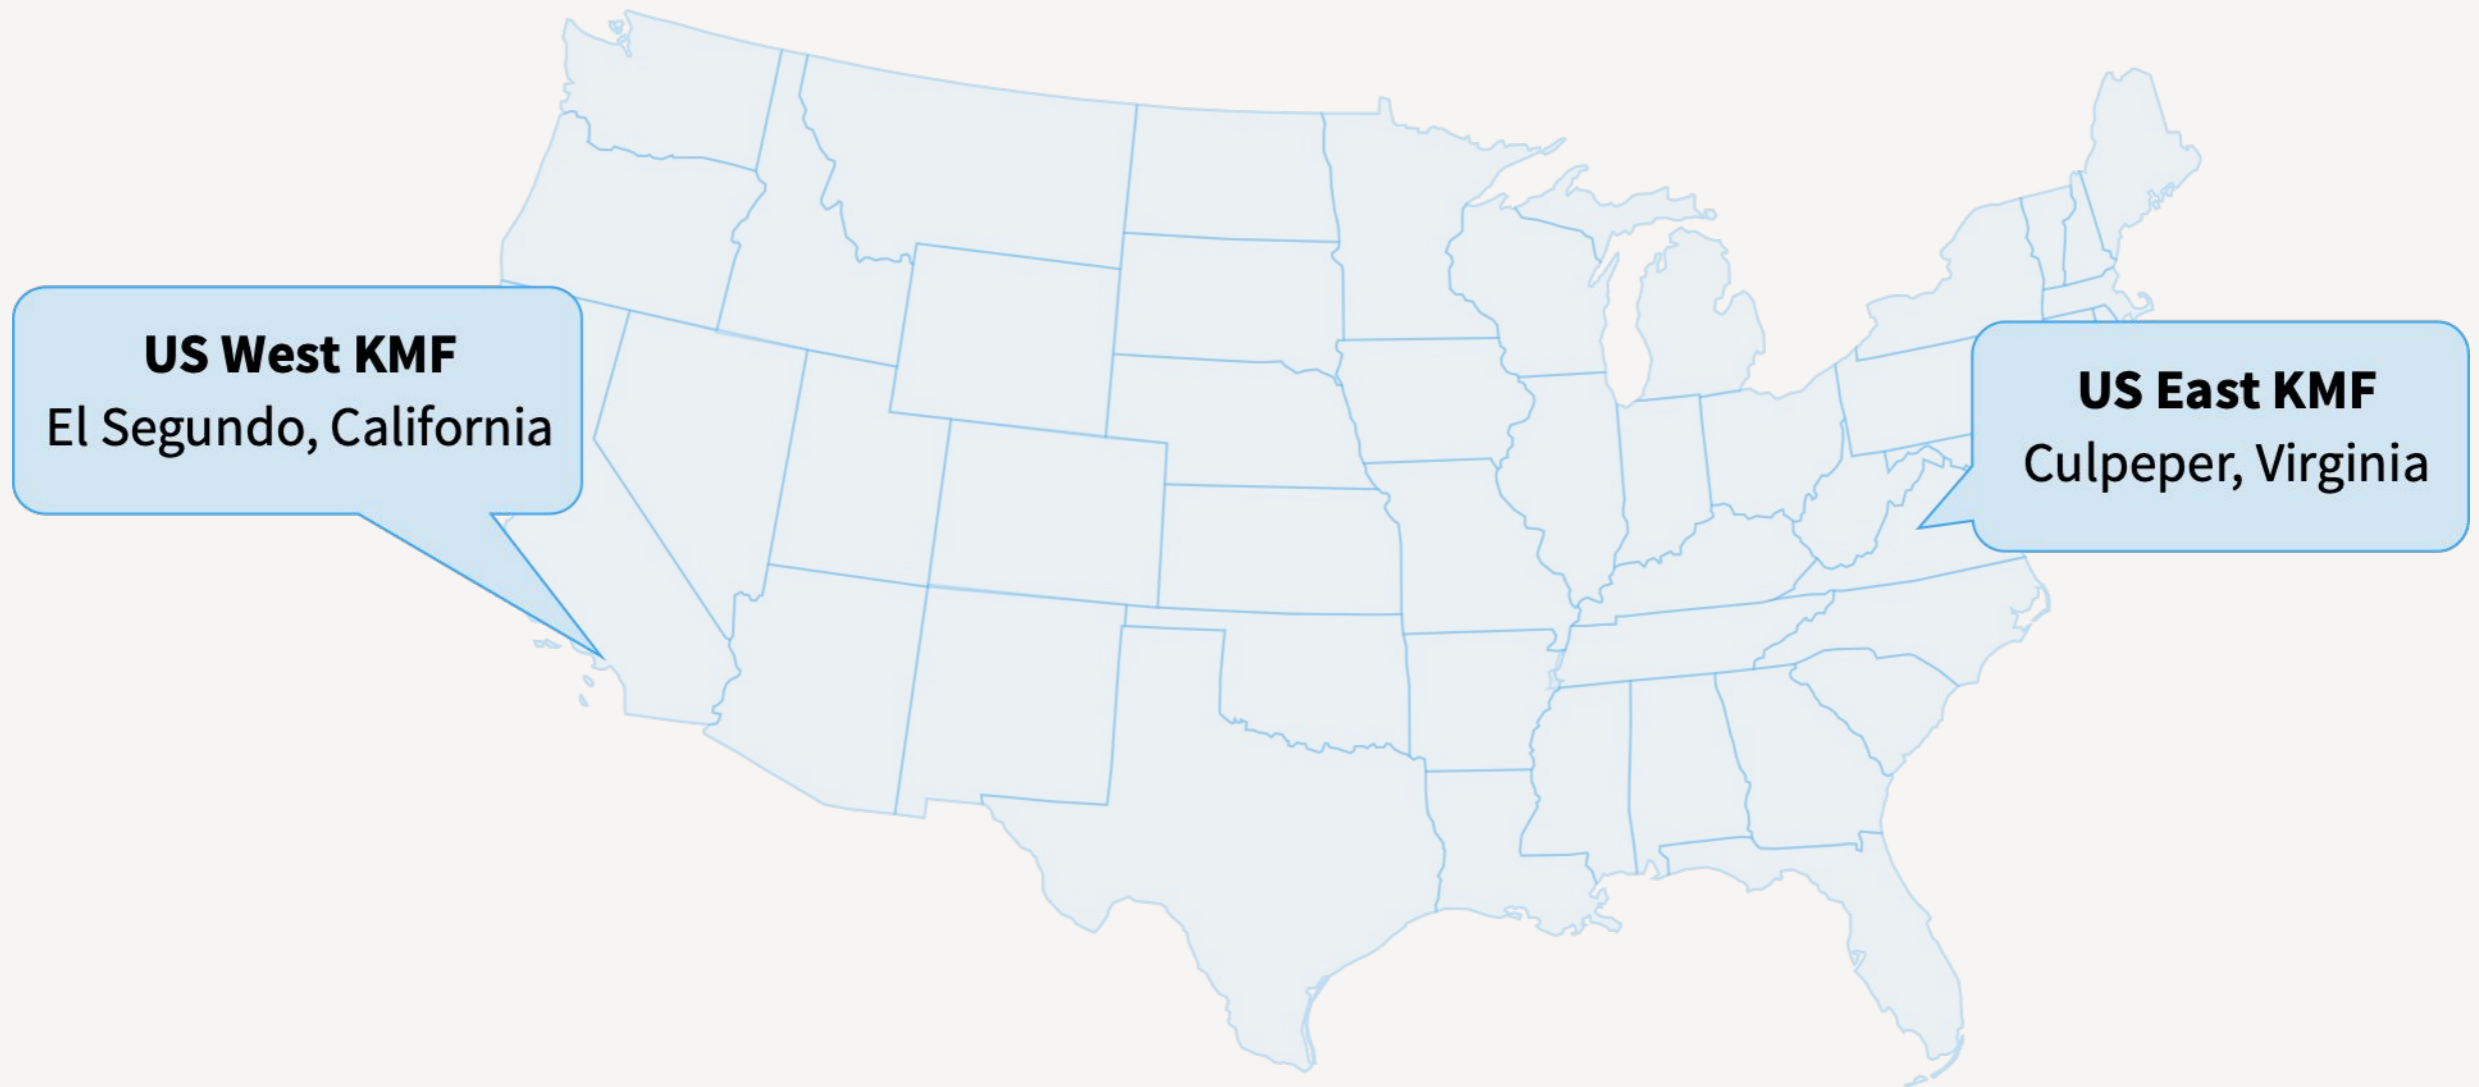 US West KMF
El Segundo, California
US East KMF
Culpeper, Virginia